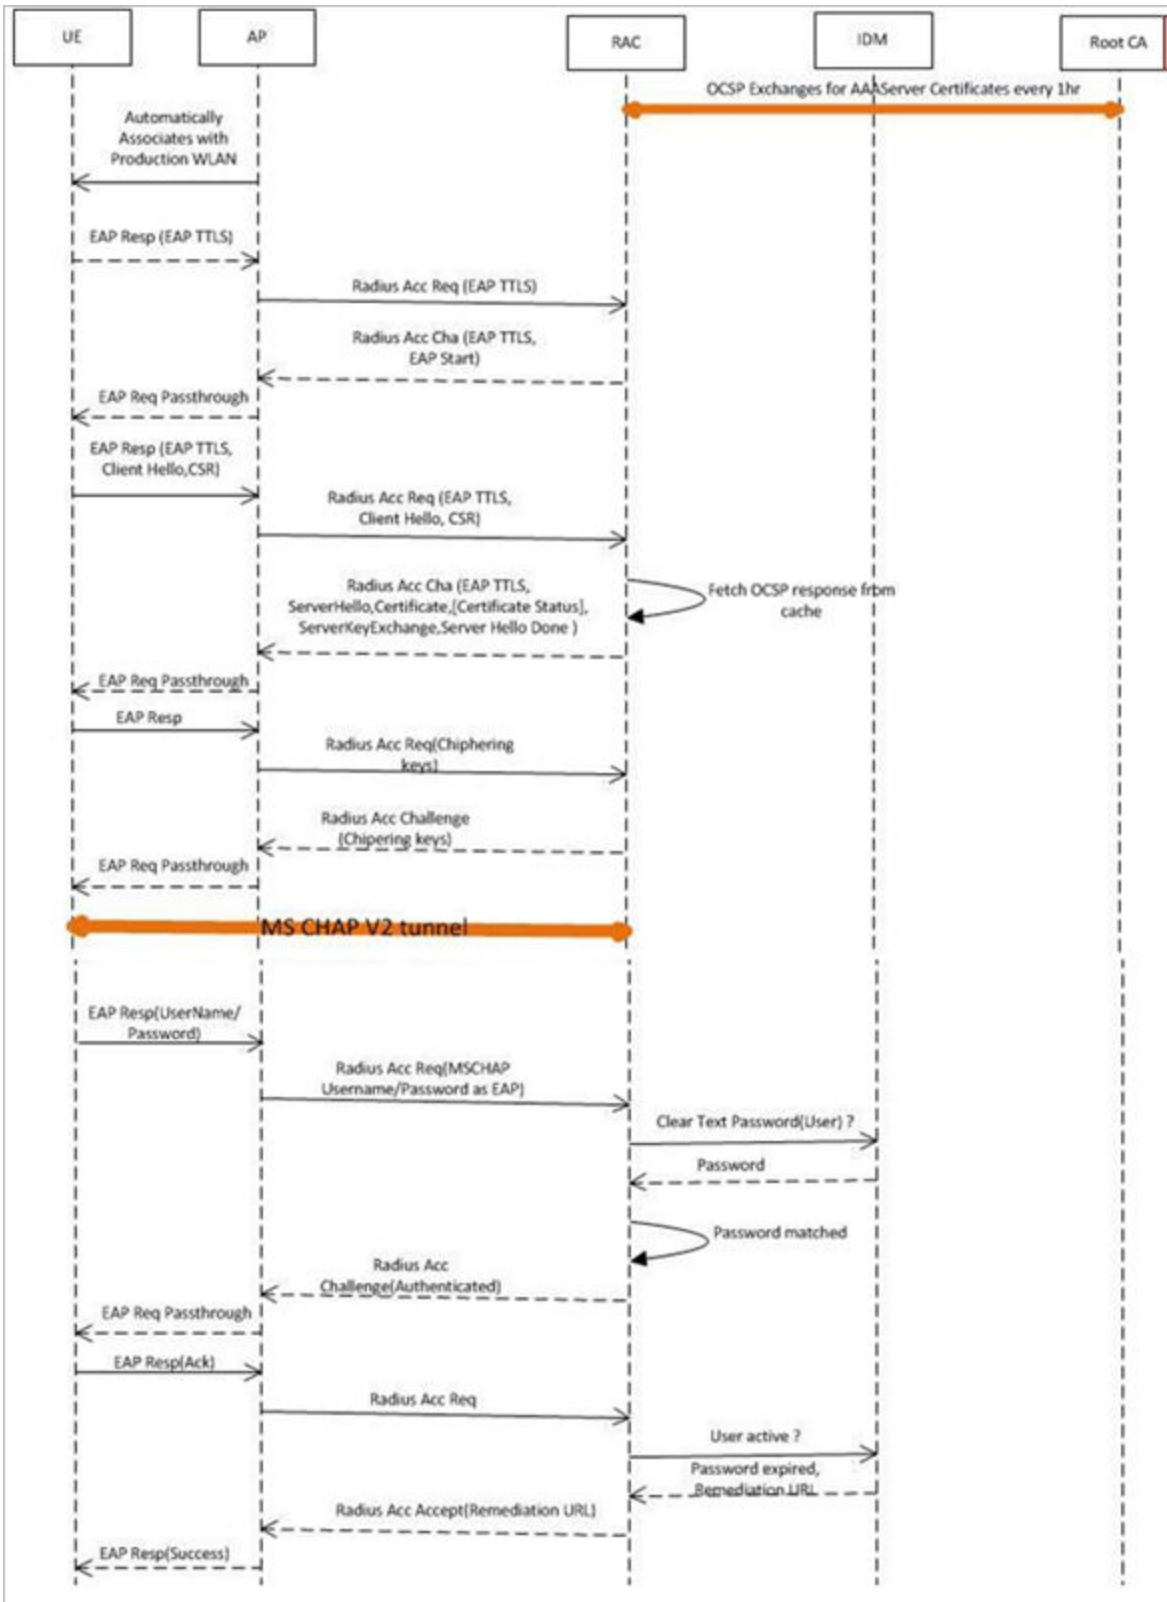 UE
AP
RAC
IDM
Root CA
OCSP Exchanges for AAAServer Certificates every 1hr
Automatically
Associates with
Production WLAN
EAP Resp (EAP TTLS)
Radius Acc Req (EAP TTLS)
Radius Acc Cha (EAP TTLS,
EAP Start)
EAP Req Passthrough
EAP Resp (EAP TTLS,
Client Hello,CSR)
Radius Acc Req (EAP TTLS,
Client Hello, CSR)
Radius Acc Cha (EAP TTLS,
ServerHello,Certificate,[Certificate Status],
ServerKeyExchange,Server Hello Done )
Fetch OCSP response from
cache
EAP Req Passthrough
EAP Resp
Radius Acc Req(Chiphering
keys)
Radius Acc Challenge
(Chipering keys)
EAP Req Passthrough
MS CHAP V2 tunnel
EAP Resp(UserName/
Password)
Radius Acc Req(MSCHAP
Username/Password as EAP)
Clear Text Password(User) ?
Password
Password matched
Radius Acc
Challenge(Authenticated)
EAP Req Passthrough
EAP Resp(Ack)
Radius Acc Req
User active ?
Password expired,
Remediation URL
Radius Acc Accept(Remediation URL)
EAP Resp(Success)